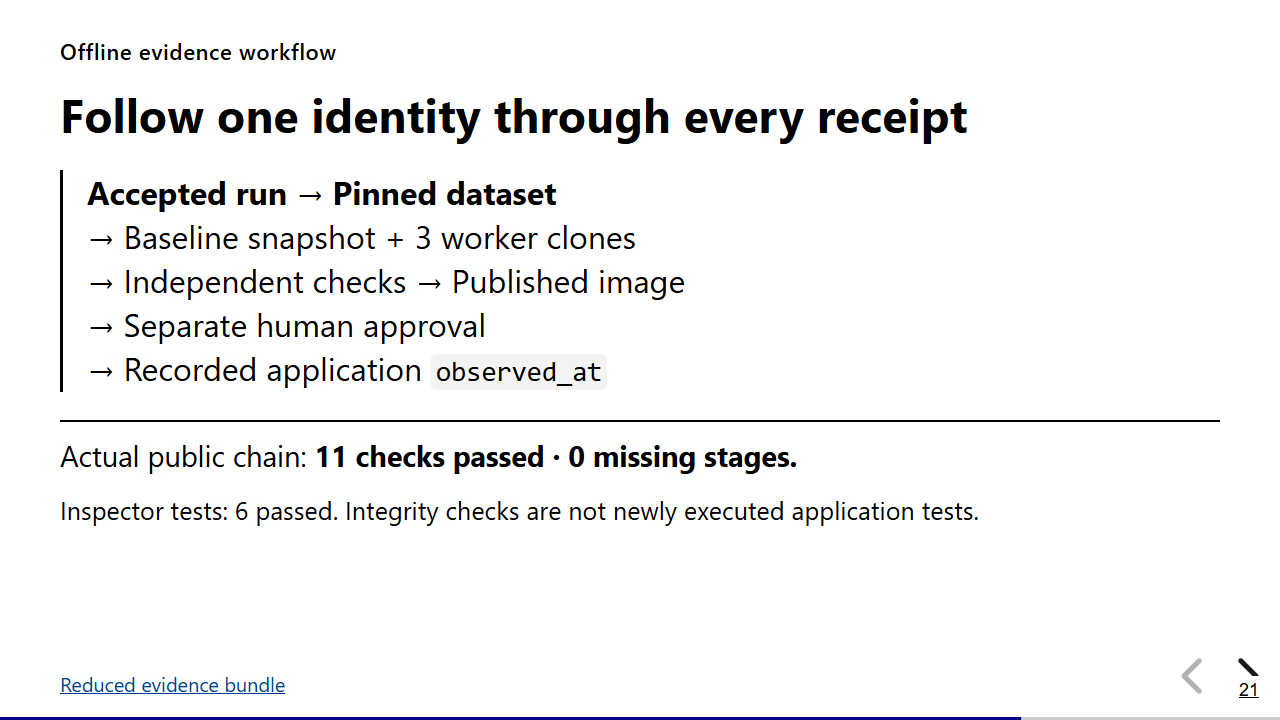 Offline evidence workflow
Follow one identity through every receipt
Accepted run → Pinned dataset
→ Baseline snapshot + 3 worker clones
→ Independent checks → Published image
→ Separate human approval
→ Recorded application observed_at
Actual public chain: 11 checks passed · 0 missing stages.
Inspector tests: 6 passed. Integrity checks are not newly executed application tests.
Reduced evidence bundle
21